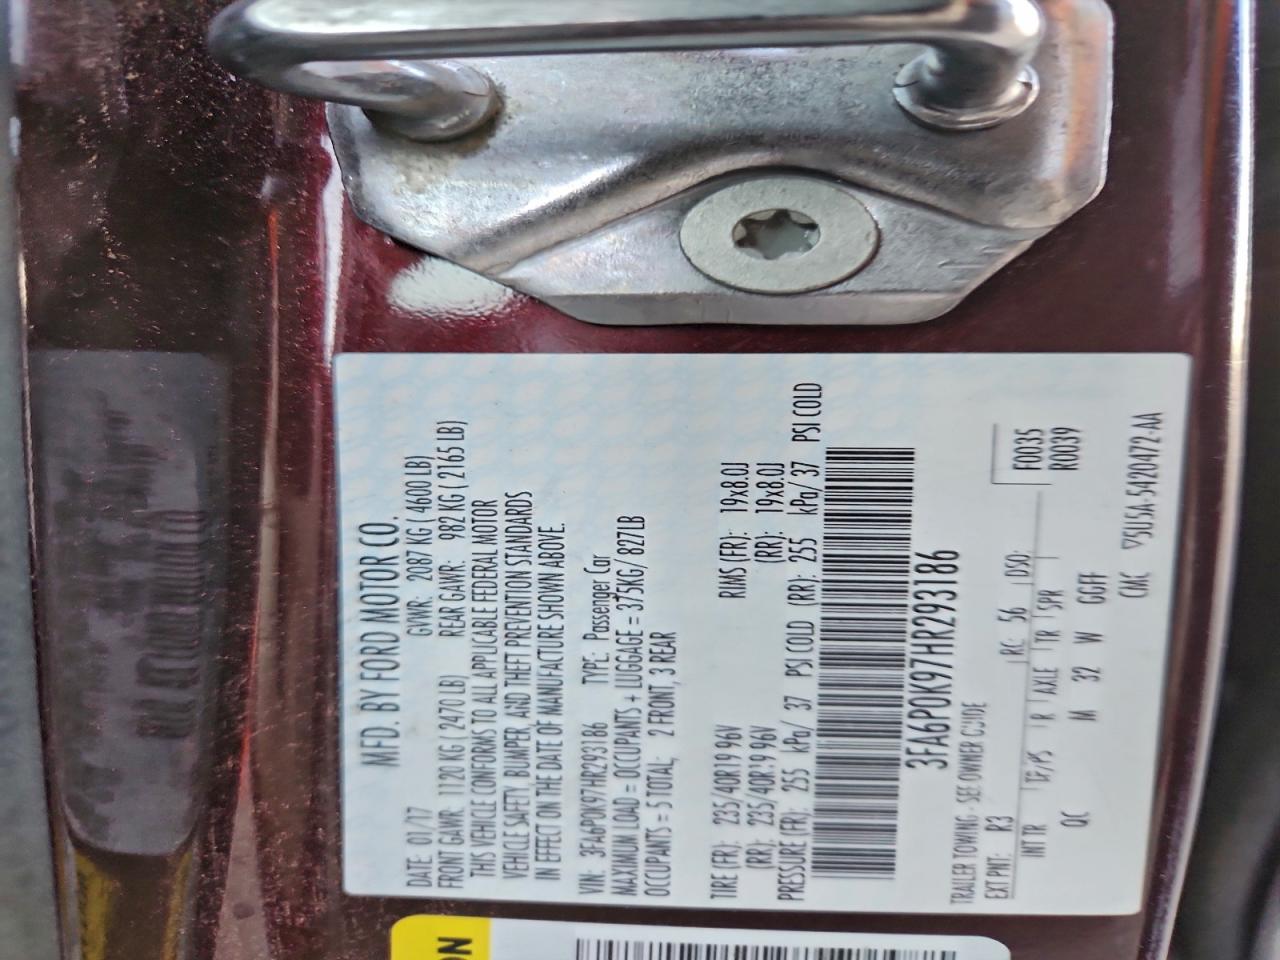 MFD. BY FORD MOTOR CO.
DATE: 01/17 GVWR: 2087 KG ( 4600 LB)
FRONT GAWR: 1120 KG ( 2470 LB) REAR GAWR: 982 KG ( 2165 LB)
THIS VEHICLE CONFORMS TO ALL APPLICABLE FEDERAL MOTOR
VEHICLE SAFETY, BUMPER, AND THEFT PREVENTION STANDARDS
IN EFFECT ON THE DATE OF MANUFACTURE SHOWN ABOVE.
VIN: 3FA6P0K97HR293186 TYPE: Passenger Car
MAXIMUM LOAD = OCCUPANTS + LUGGAGE = 375KG/ 827LB
OCCUPANTS = 5 TOTAL; 2 FRONT, 3 REAR
TIRE (FR): 235/40R19 96V RIMS (FR): 19x8.0J
(RR): 235/40R19 96V (RR): 19x8.0J
PRESSURE (FR): 255 kPa/ 37 PSI COLD (RR): 255 kPa/ 37 PSI COLD
3FA6P0K97HR293186
TRAILER TOWING - SEE OWNER GUIDE F0035
EXT PNT: R3 RC: 56 DSO: R0039
INTR TP/PS R AXLE TR SPR
QC M 32 W GGFF
CMC ▽5U5A-5420472-AA
ON